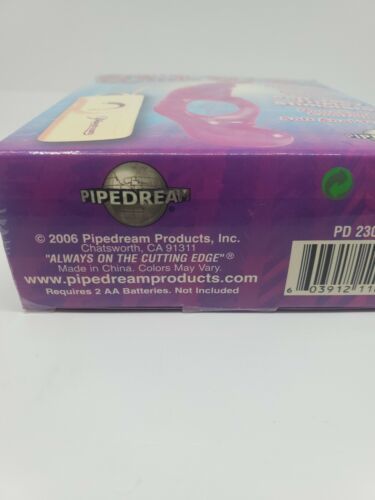 PIPEDREAM®
© 2006 Pipedream Products, Inc.
Chatsworth, CA 91311
"ALWAYS ON THE CUTTING EDGE"®
Made in China. Colors May Vary.
www.pipedreamproducts.com
Requires 2 AA Batteries. Not Included
PD 230
6 03912 11